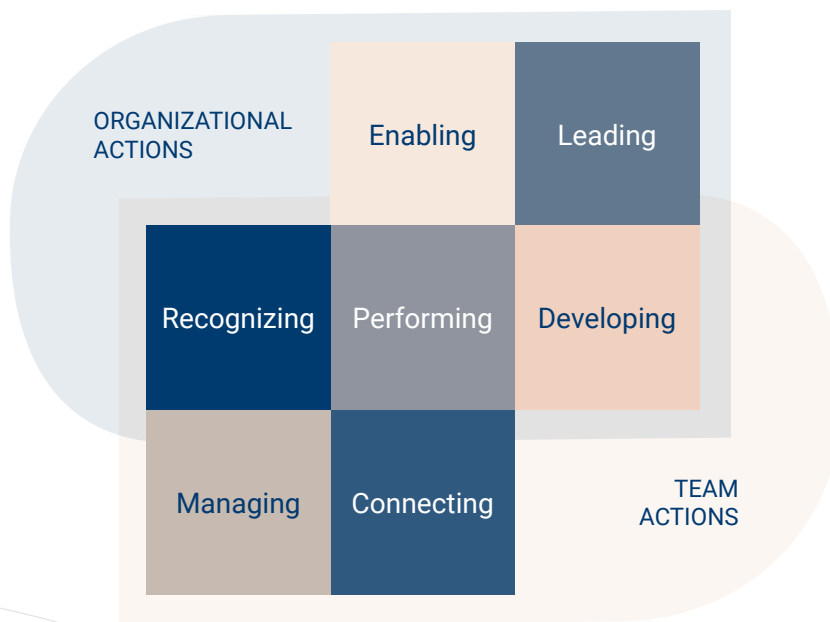 ORGANIZATIONAL
ACTIONS
Enabling
Leading
Recognizing
Performing
Developing
Managing
Connecting
TEAM
ACTIONS